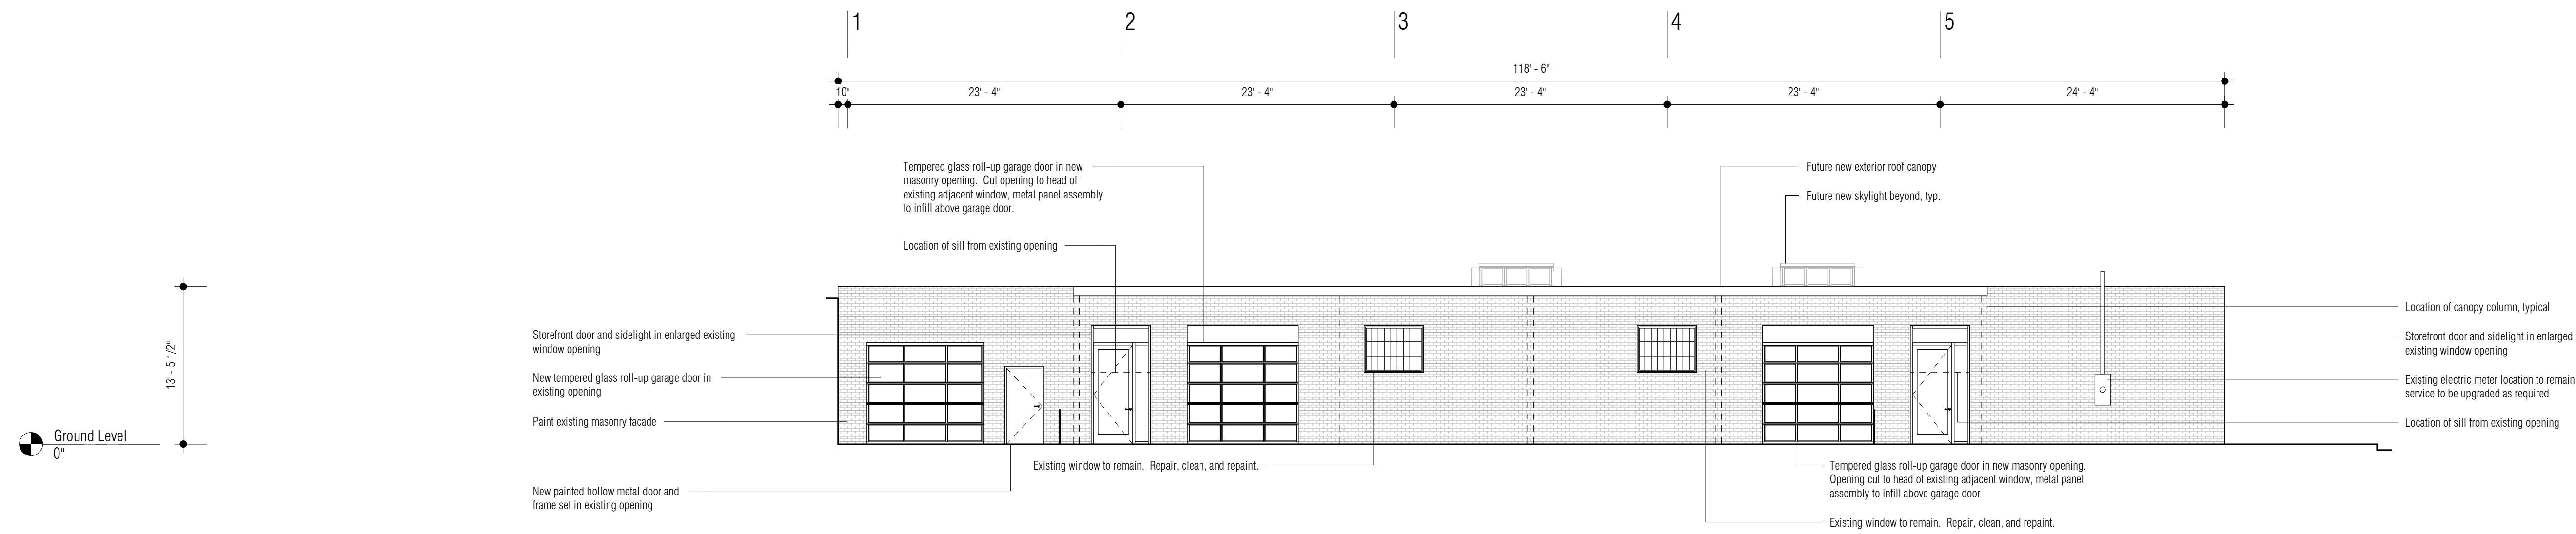 1
2
3
4
5
118' - 6"
10"
23' - 4"
23' - 4"
23' - 4"
23' - 4"
24' - 4"
Tempered glass roll-up garage door in new
masonry opening.  Cut opening to head of
existing adjacent window, metal panel assembly
to infill above garage door.
Location of sill from existing opening
Future new exterior roof canopy
Future new skylight beyond, typ.
Storefront door and sidelight in enlarged existing
window opening
New tempered glass roll-up garage door in
existing opening
Paint existing masonry facade
13' - 5 1/2"
Ground Level
0"
New painted hollow metal door and
frame set in existing opening
Existing window to remain.  Repair, clean, and repaint.
Tempered glass roll-up garage door in new masonry opening.
Opening cut to head of existing adjacent window, metal panel
assembly to infill above garage door
Existing window to remain.  Repair, clean, and repaint.
Location of canopy column, typical
Storefront door and sidelight in enlarged
existing window opening
Existing electric meter location to remain
service to be upgraded as required
Location of sill from existing opening